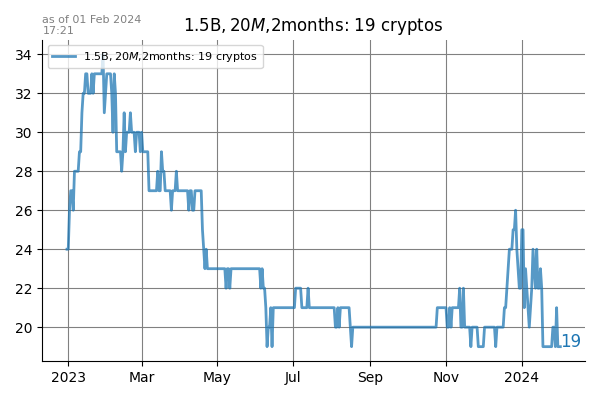 as of 01 Feb 2024
17:21
1.5B, 20M,2months: 19 cryptos
1.5B, 20M,2months: 19 cryptos
34
32
30
28
26
24
22
20
19
2023 Mar May Jul Sep Nov 2024